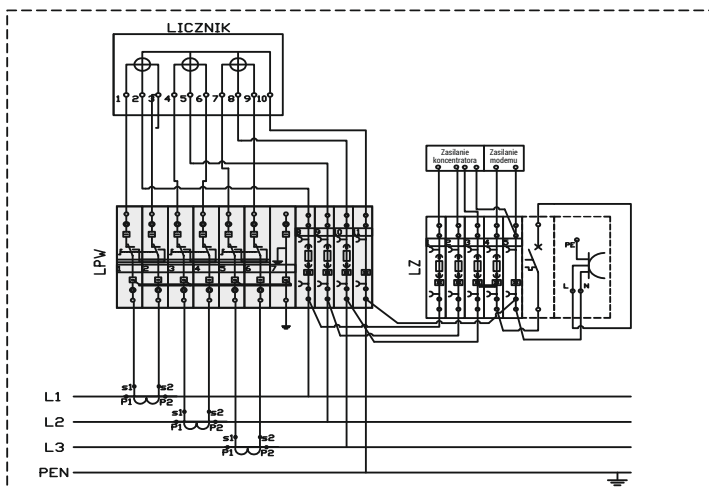 LICZNIK
1 2 3 4 5 6 7 8 9 10
Zasilanie koncentratora
Zasilanie modemu
LPW
8 9 10 11
1 2 3 4 5 6 7
LZ
1 2 3 4 5
PE
L N
s1 s2
L1
P1 P2
s1 s2
L2
P1 P2
s1 s2
L3
P1 P2
PEN